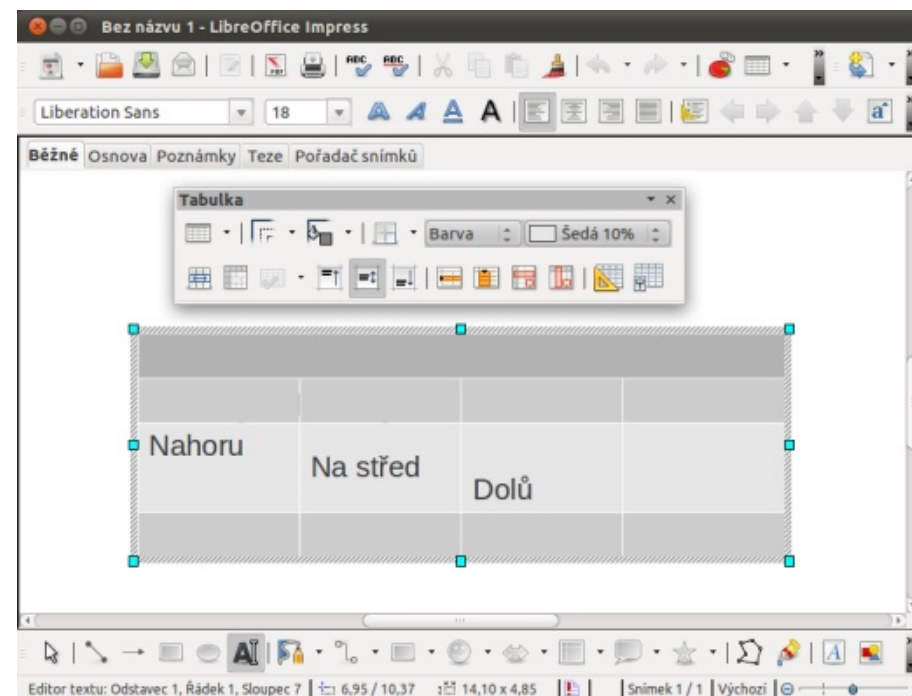 Bez názvu 1 - LibreOffice Impress
Liberation Sans 18
Běžné Osnova Poznámky Teze Pořadač snímků
Tabulka
Barva Šedá 10%
Nahoru
Na střed
Dolů
Editor textu: Odstavec 1, Řádek 1, Sloupec 7 6,95 / 10,37 14,10 x 4,85 Snímek 1 / 1 Výchozí